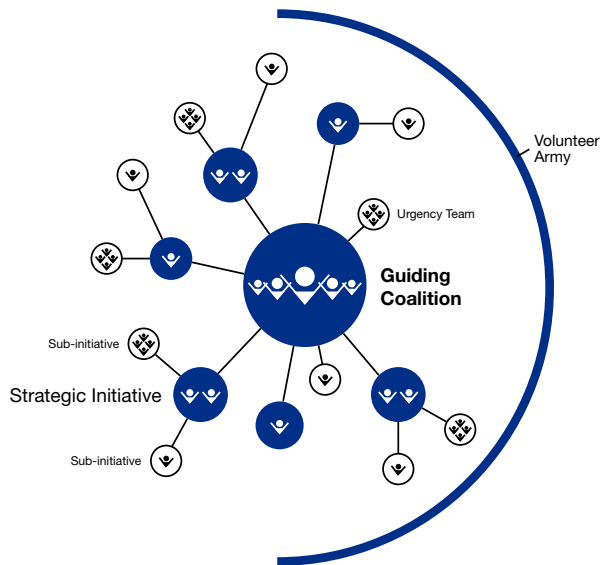 Volunteer
Army
Urgency Team
Guiding
Coalition
Sub-initiative
Strategic Initiative
Sub-initiative